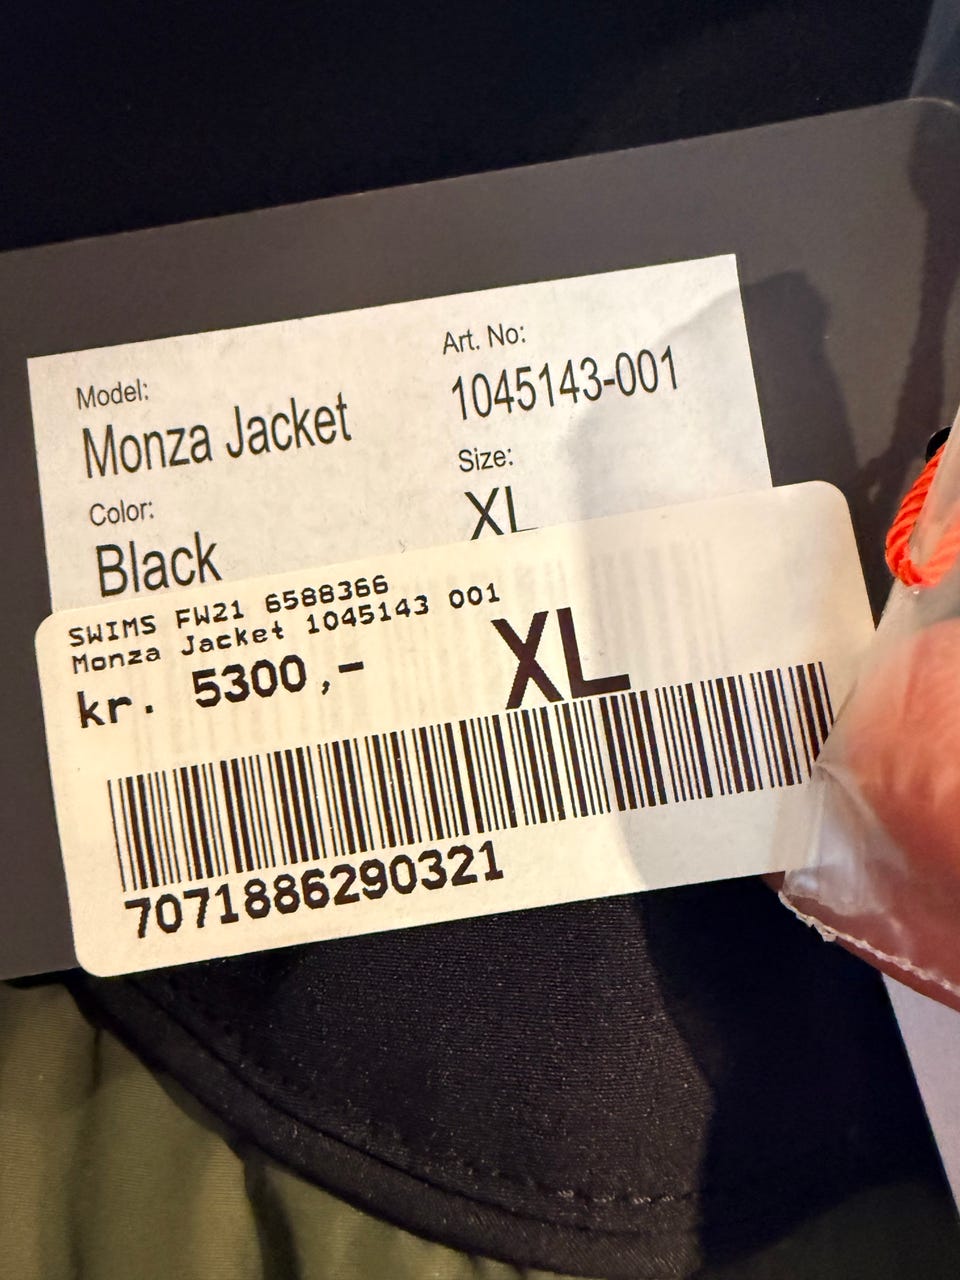 Model:
Monza Jacket
Art. No:
1045143-001
Color:
Black
Size:
XL
SWIMS FW21 6588366
Monza Jacket 1045143 001
kr. 5300,-
XL
7071886290321